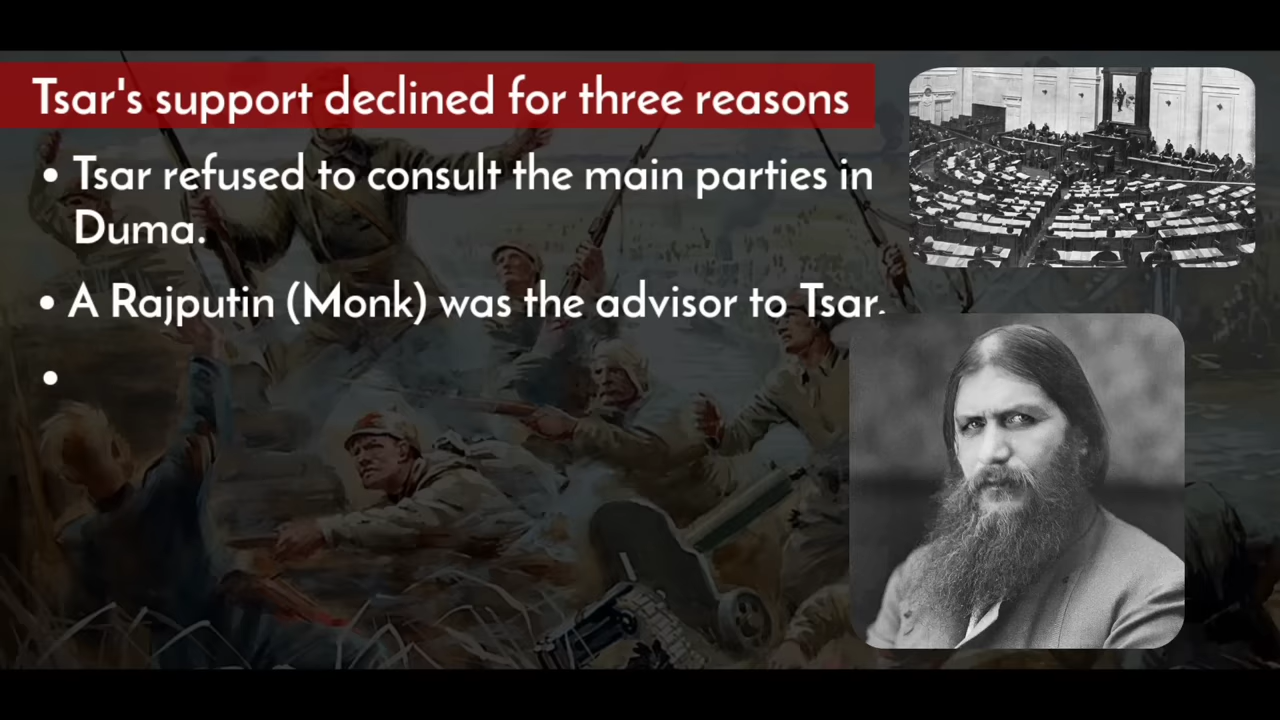 Tsar's support declined for three reasons
• Tsar refused to consult the main parties in
Duma.
• A Rajputin (Monk) was the advisor to Tsar.
•